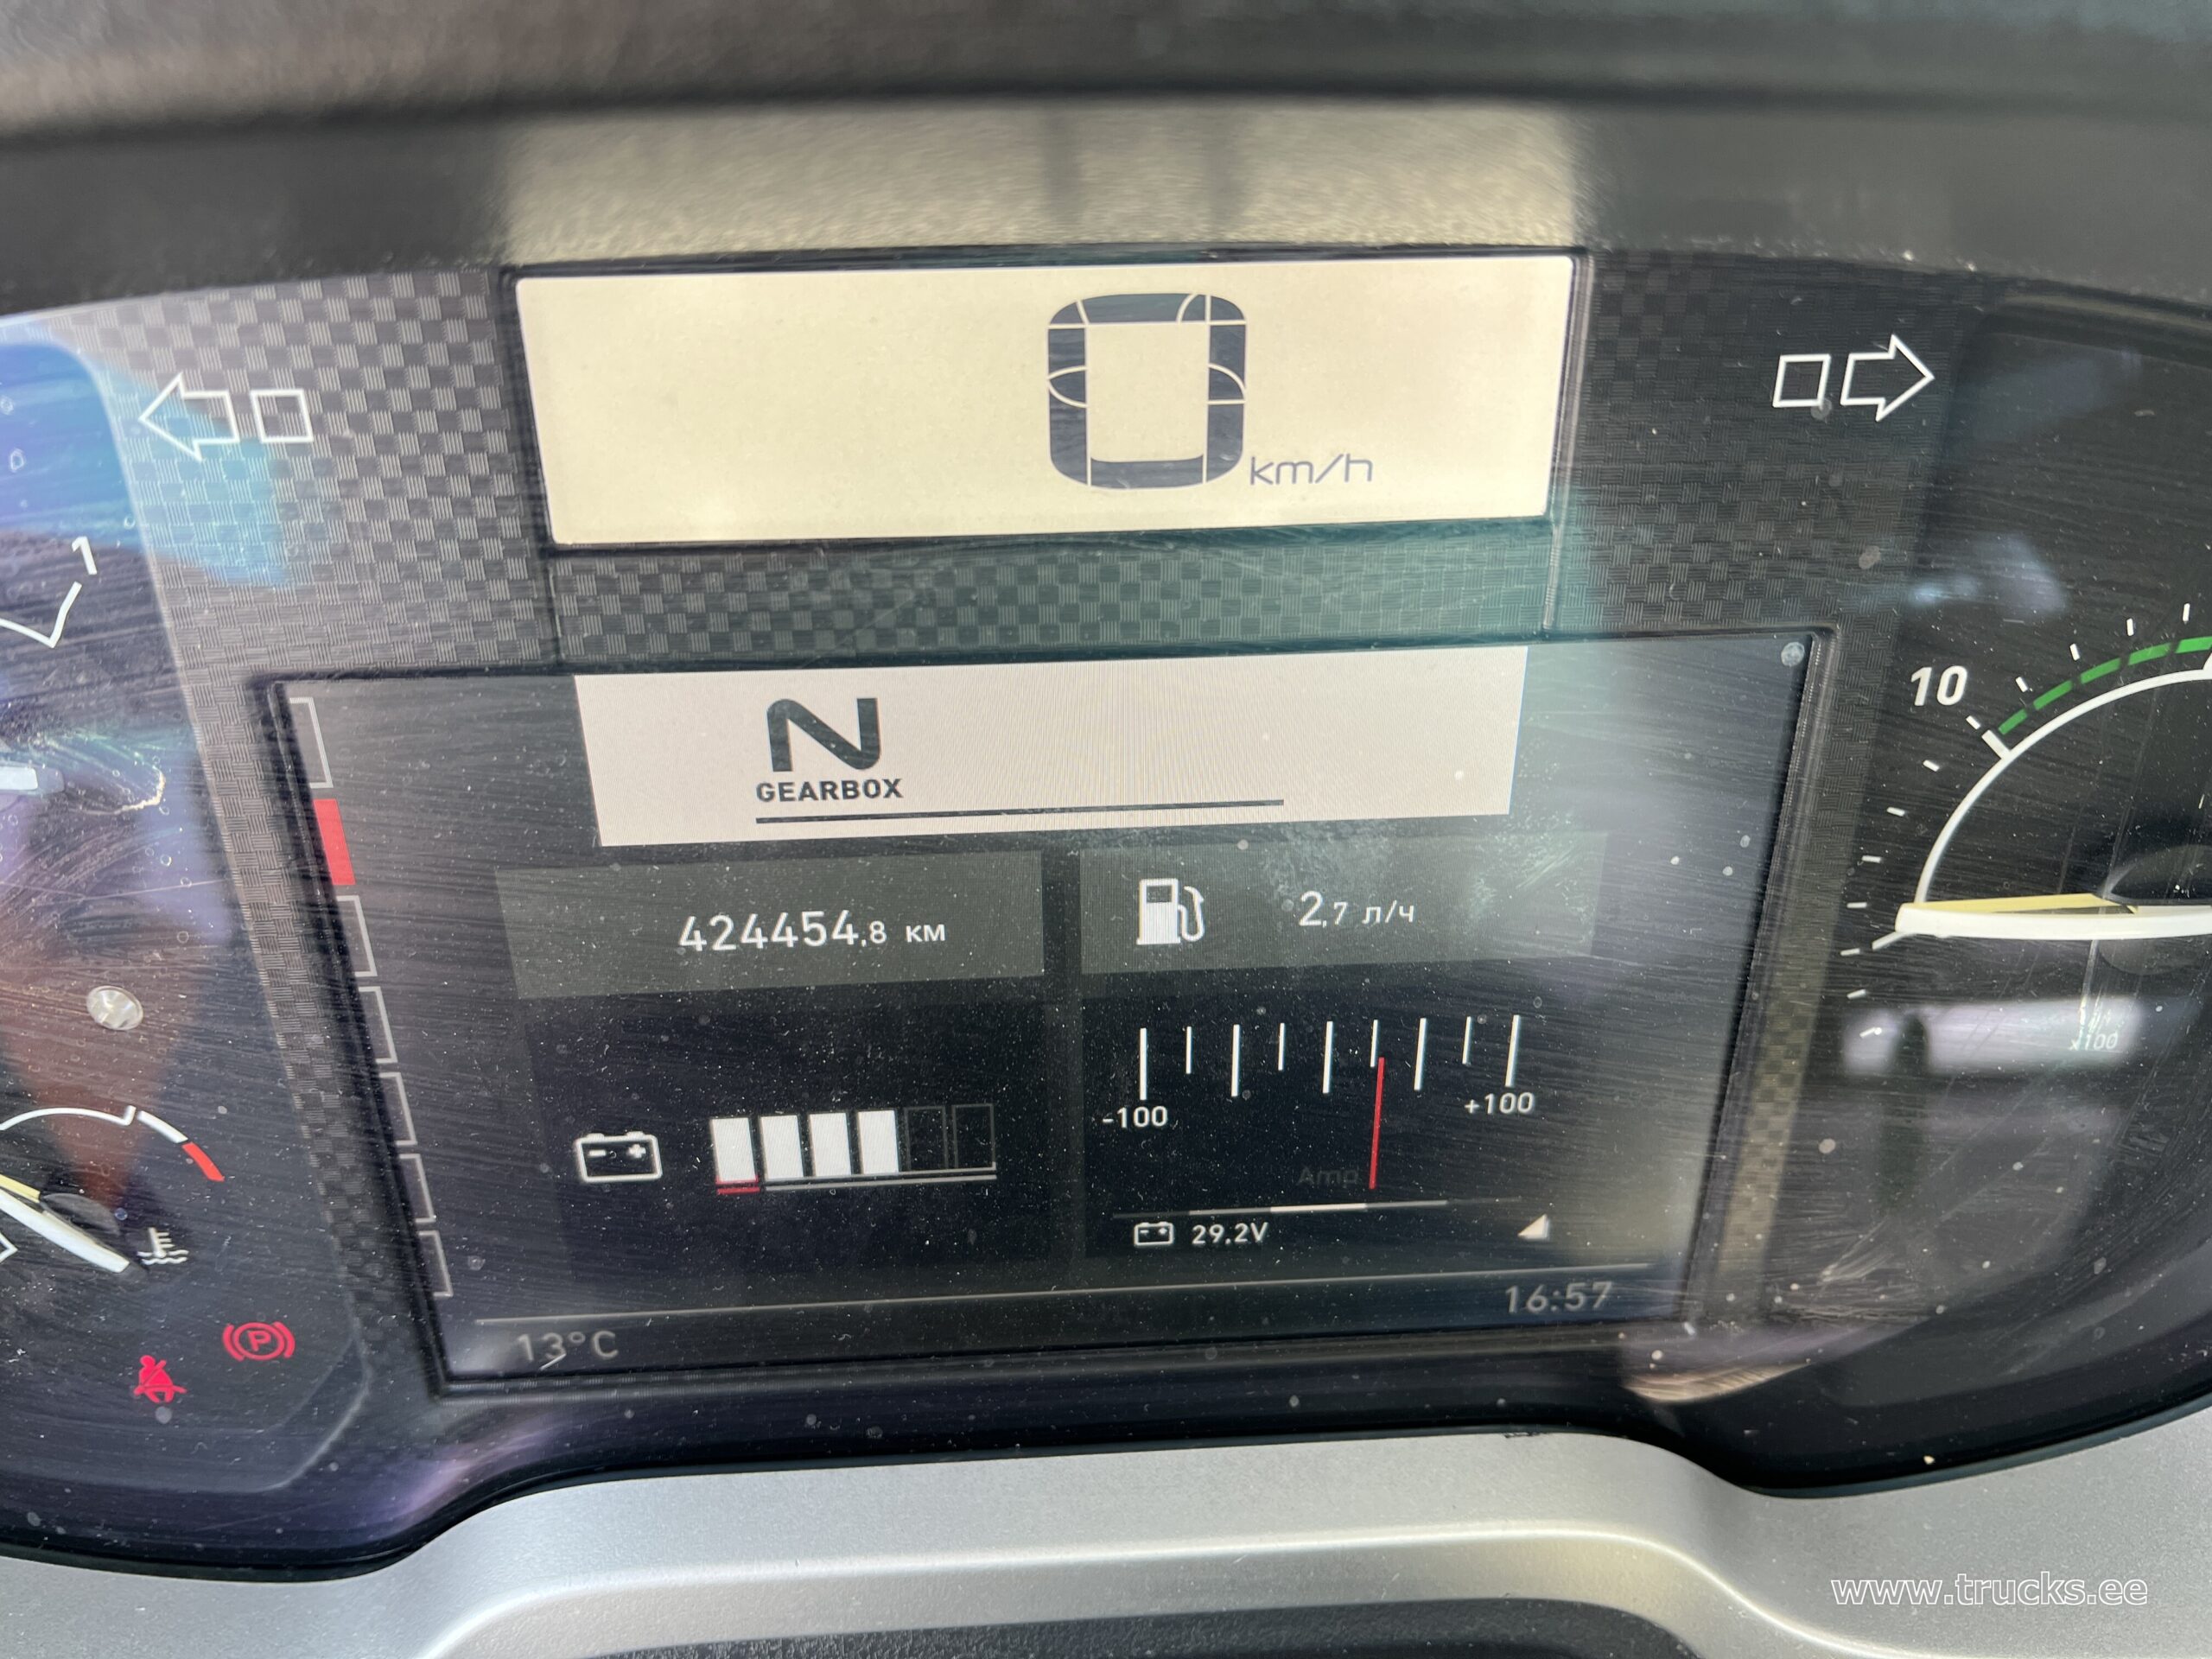 0 km/h
1
N
GEARBOX
10
424454,8 км
2,7 л/ч
x100
-100
+100
Amp
29.2V
16:57
13°C
P
www.trucks.ee